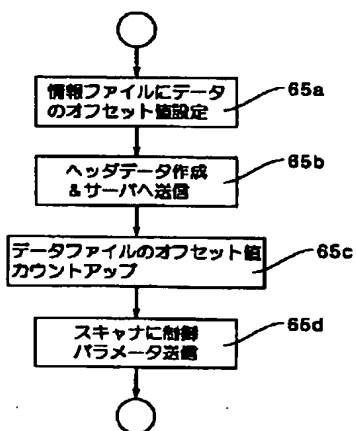 情報ファイルにデータ
のオフセット値設定
65a
ヘッダデータ作成
&サーバへ送信
65b
データファイルのオフセット値
カウントアップ
65c
スキャナに制御
パラメータ送信
65d